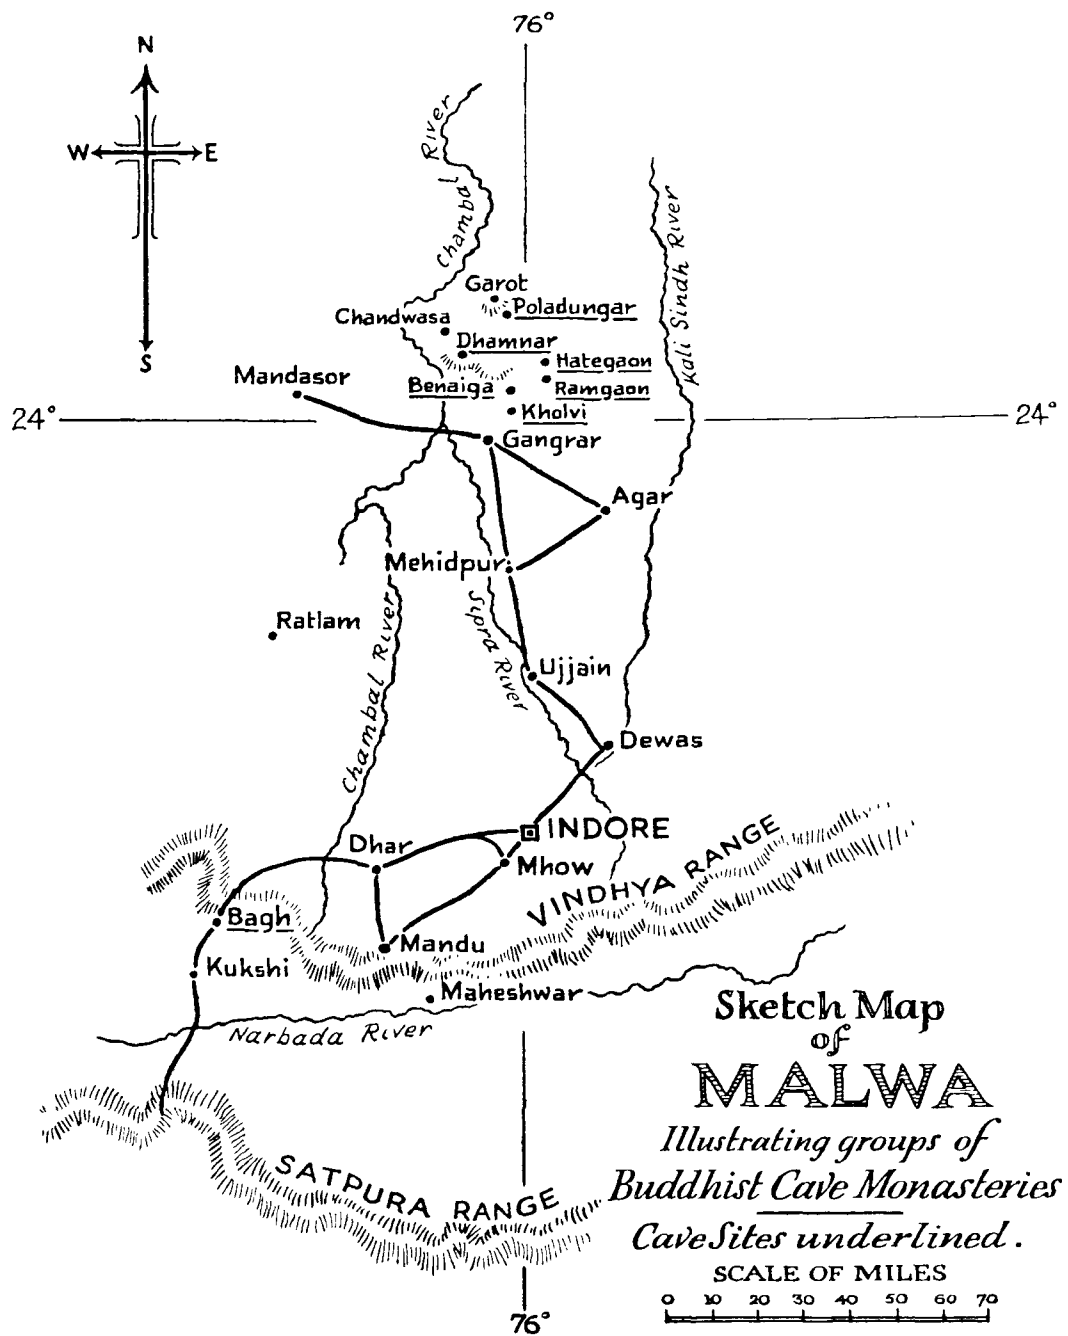 76°
N
W E
S
Chambal River
Kali Sindh River
Garot
Poladungar
Chandwasa
Dhamnar
Hategaon
Mandasor
Benaiga
Ramgaon
Kholvi
24° 24°
Gangrar
Agar
Mehidpur
Sipra River
Ratlam
Chambal River
Ujjain
Dewas
INDORE
Dhar
Mhow
VINDHYA RANGE
Bagh
Mandu
Kukshi
Maheshwar
Narbada River
SATPURA RANGE
76°
Sketch Map
of
MALWA
Illustrating groups of
Buddhist Cave Monasteries
Cave Sites underlined.
SCALE OF MILES
0 10 20 30 40 50 60 70